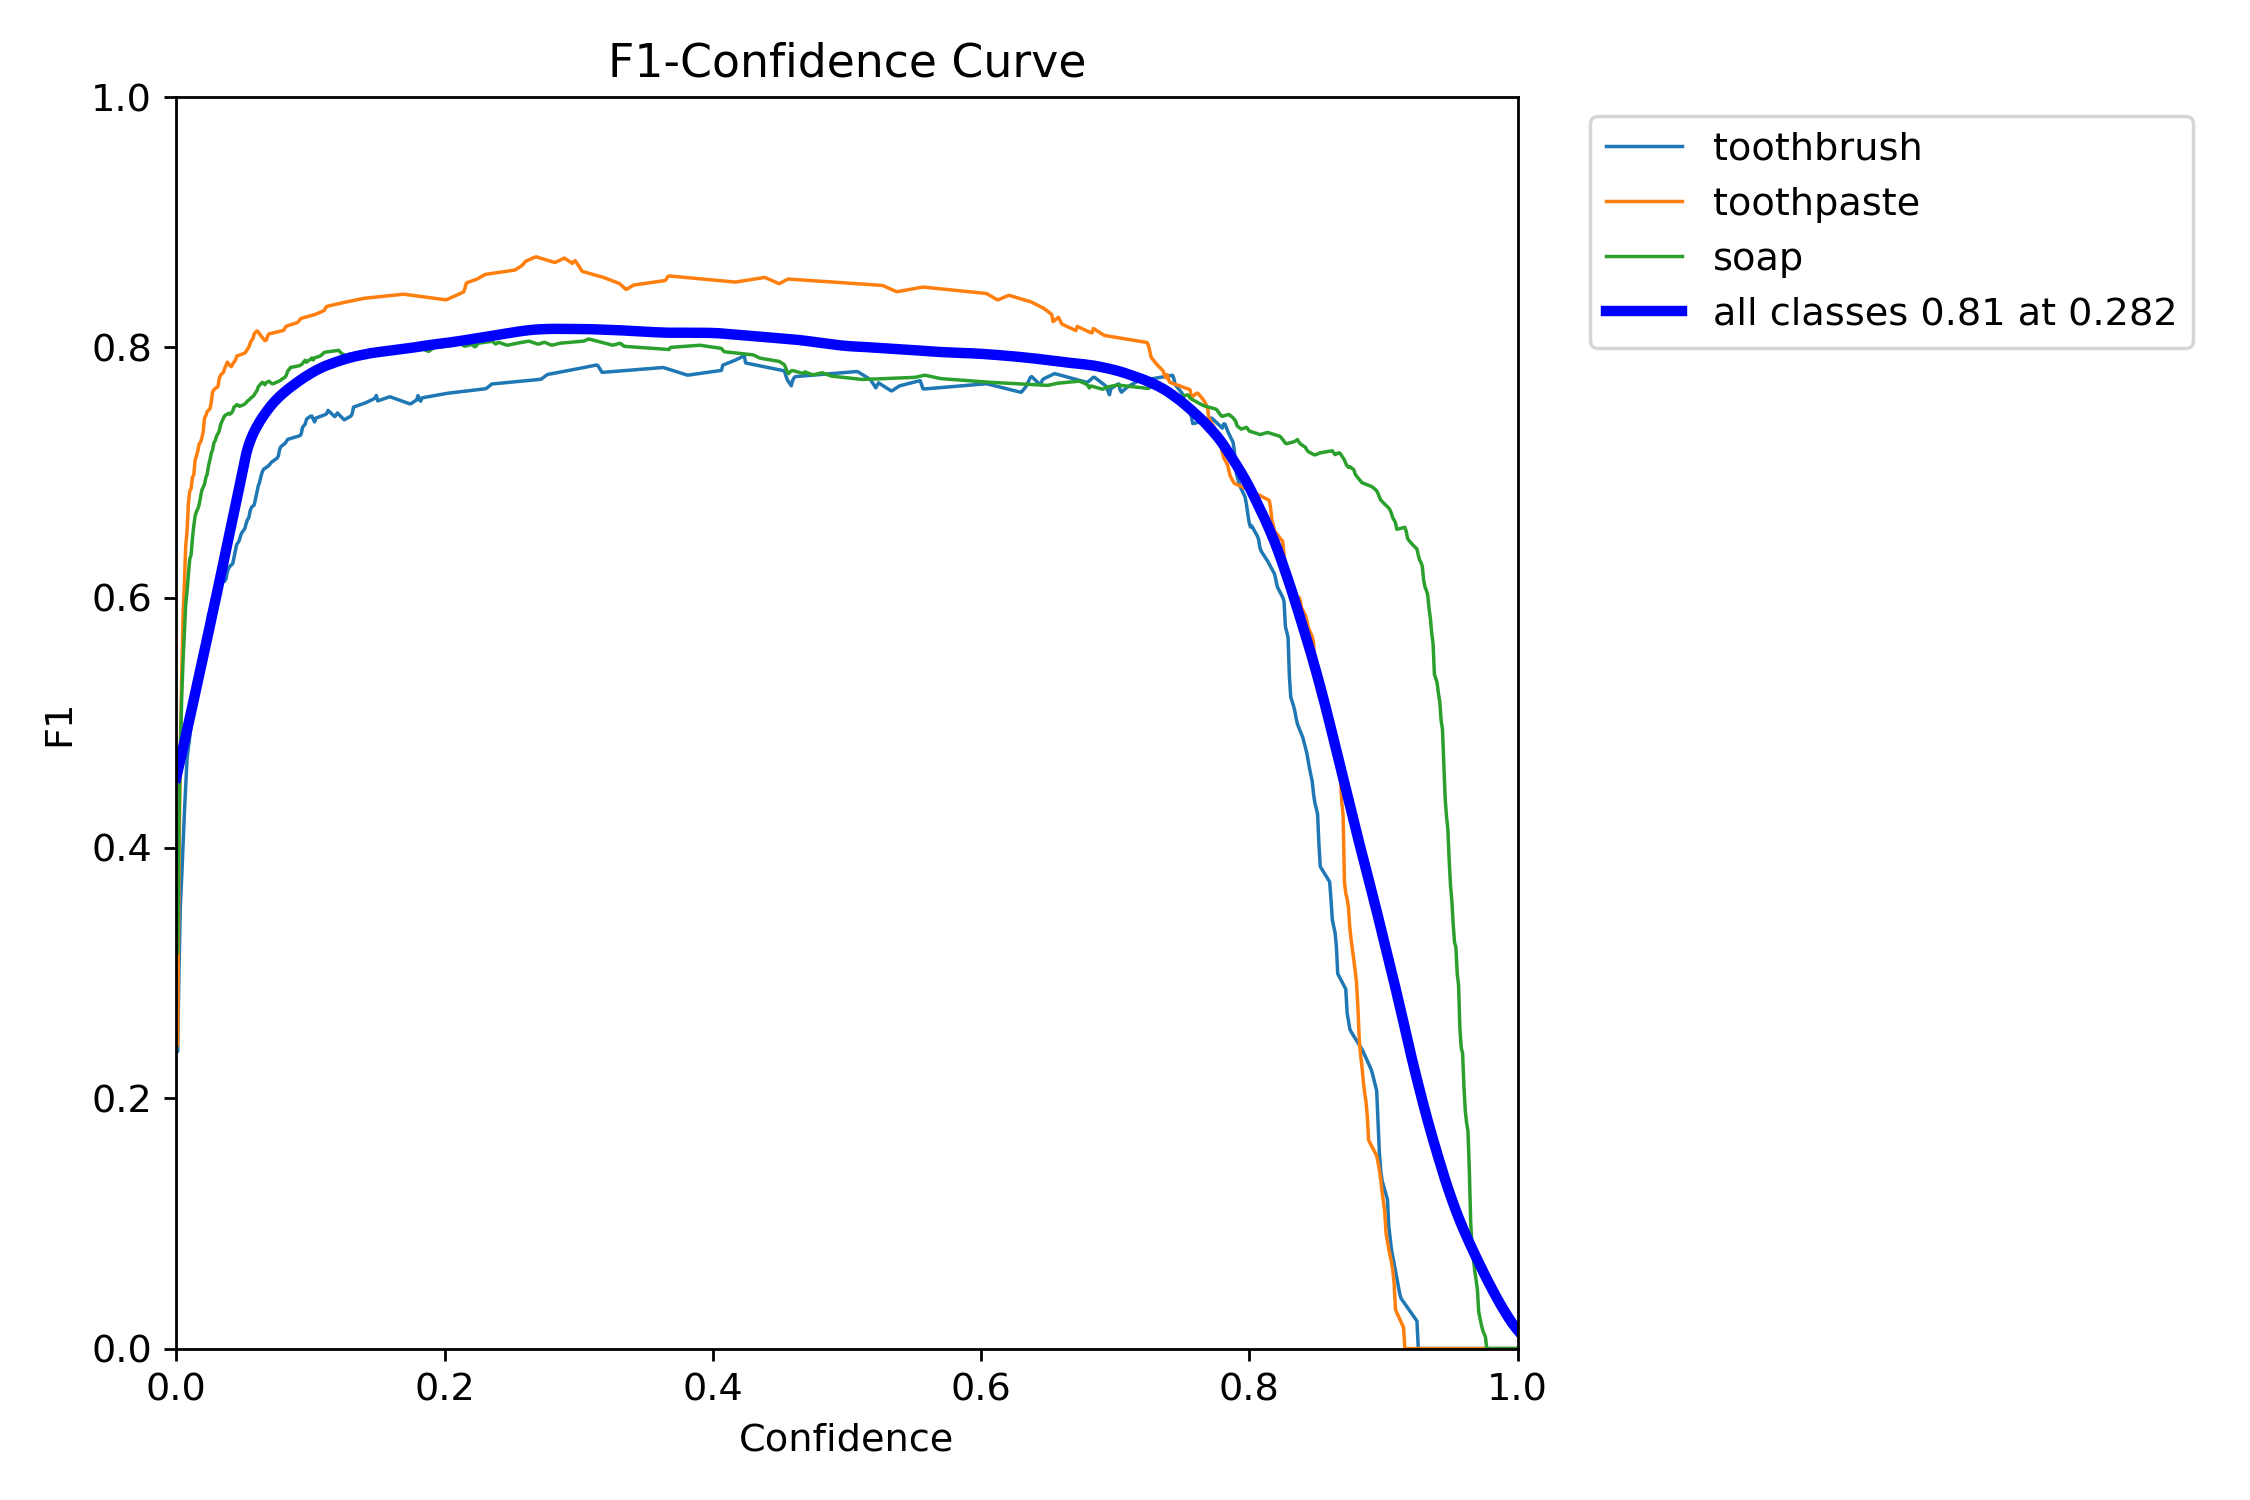 F1-Confidence Curve
1.0
0.8
0.6
0.4
0.2
0.0
F1
0.0 0.2 0.4 0.6 0.8 1.0
Confidence
toothbrush
toothpaste
soap
all classes 0.81 at 0.282